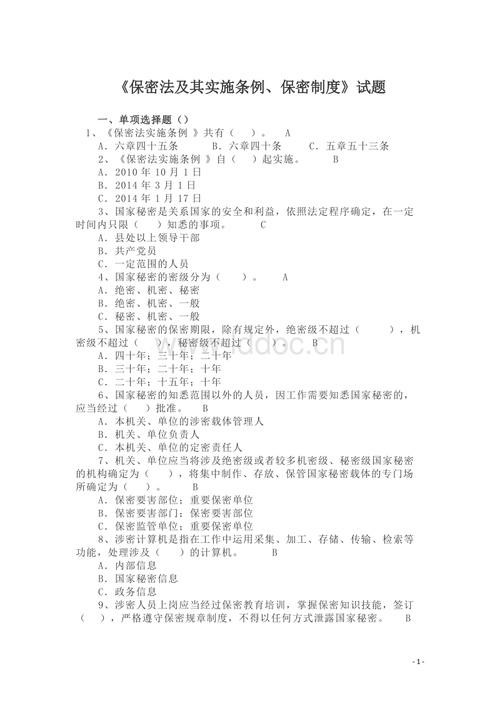 《保密法及其实施条例、保密制度》试题
一、单项选择题（）
1、《保密法实施条例 》共有（　）。　A
A．六章四十五条　　B．六章四十条　　C．五章五十三条
2、《保密法实施条例 》自（　）起实施。　　B
A．2010 年 10 月 1 日
B．2014 年 3 月 1 日
C．2014 年 1 月 17 日
3、国家秘密是关系国家的安全和利益，依照法定程序确定，在一定
时间内只限（　）知悉的事项。　　C
A．县处以上领导干部
B．共产党员
C．一定范围的人员
4、国家秘密的密级分为（　）。　A
A．绝密、机密、秘密
B．绝密、机密、一般
C．秘密、机密、一般
5、国家秘密的保密期限，除有规定外，绝密级不超过（　　），机
密级不超过（　），秘密级不超过（　）。　B
A．四十年；三十年；二十年
B．三十年；二十年；十年
C．二十年；十五年；十年
6、国家秘密的知悉范围以外的人员，因工作需要知悉国家秘密的，
应当经过（　）批准。　B
A．本机关、单位的涉密载体管理人
B．机关、单位负责人
C．本机关、单位的定密责任人
7、机关、单位应当将涉及绝密级或者较多机密级、秘密级国家秘密
的机构确定为（　），将集中制作、存放、保管国家秘密载体的专门场
所确定为（　）。　　B
A．保密要害部位；重要保密单位
B．保密要害部门；保密要害部位
C．保密监管单位；重要保密单位
8、涉密计算机是指在工作中运用采集、加工、存储、传输、检索等
功能，处理涉及（　）的计算机。　　B
A．内部信息
B．国家秘密信息
C．政务信息
9、涉密人员上岗应当经过保密教育培训，掌握保密知识技能，签订
（　），严格遵守保密规章制度，不得以任何方式泄露国家秘密。　B
- 1 -